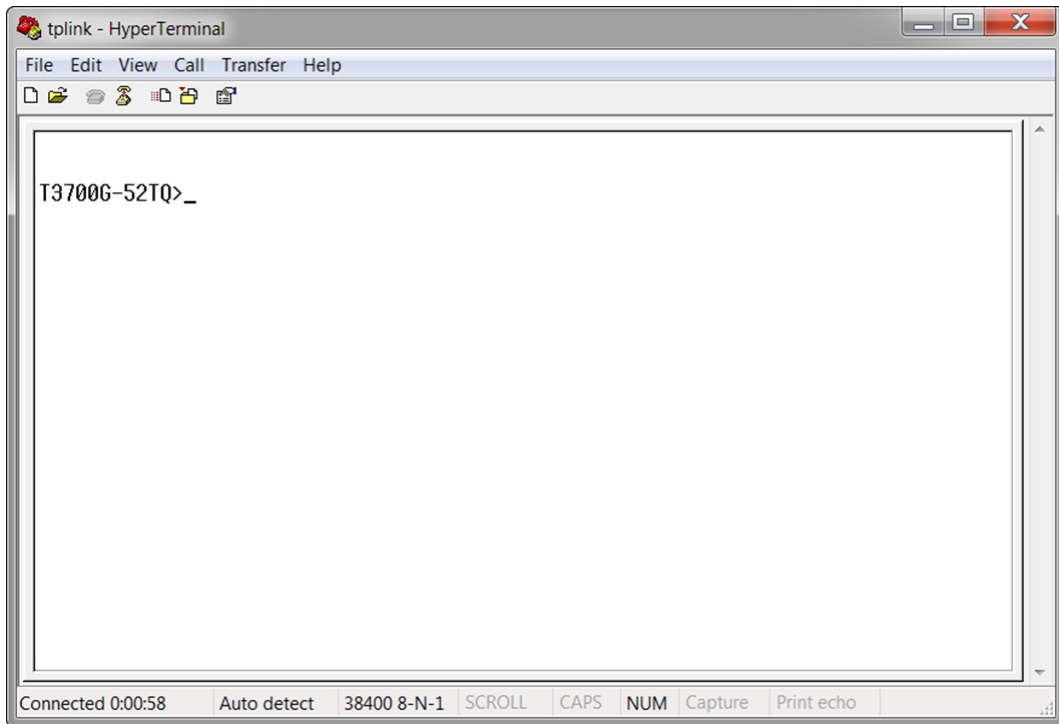 tplink - HyperTerminal
File Edit View Call Transfer Help
T3700G-52TQ>_
Connected 0:00:58 Auto detect 38400 8-N-1 SCROLL CAPS NUM Capture Print echo